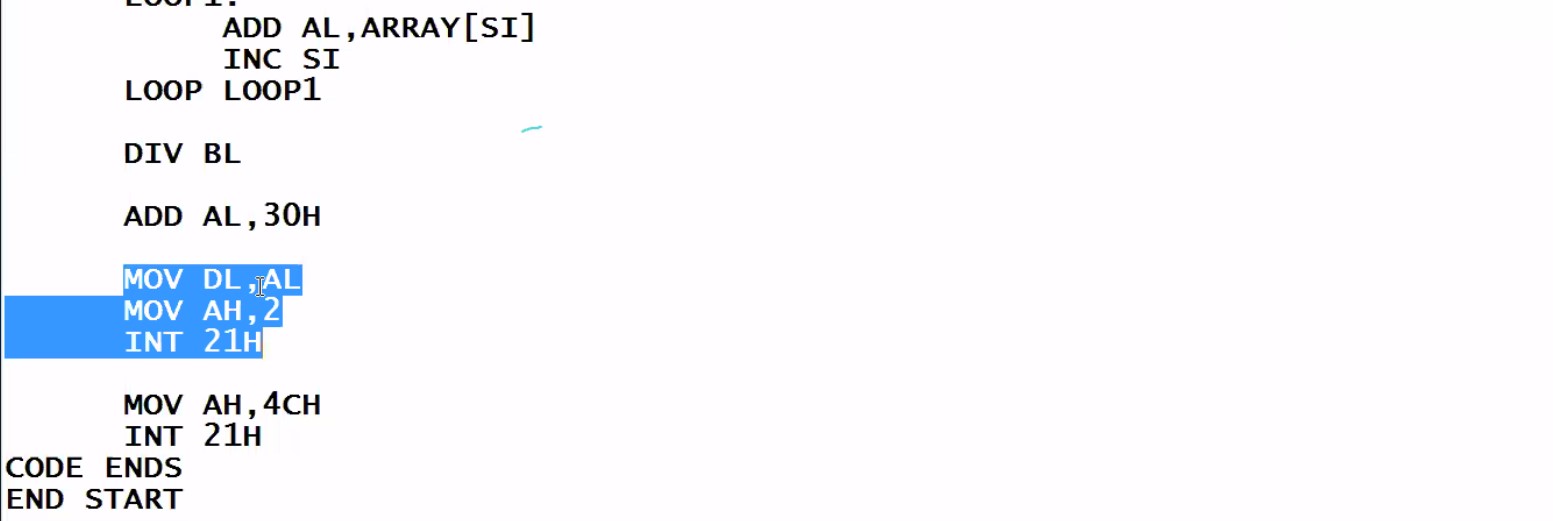 LOOP1:
ADD AL,ARRAY[SI]
INC SI
LOOP LOOP1
DIV BL
ADD AL,30H
MOV DL,AL
MOV AH,2
INT 21H
MOV AH,4CH
INT 21H
CODE ENDS
END START